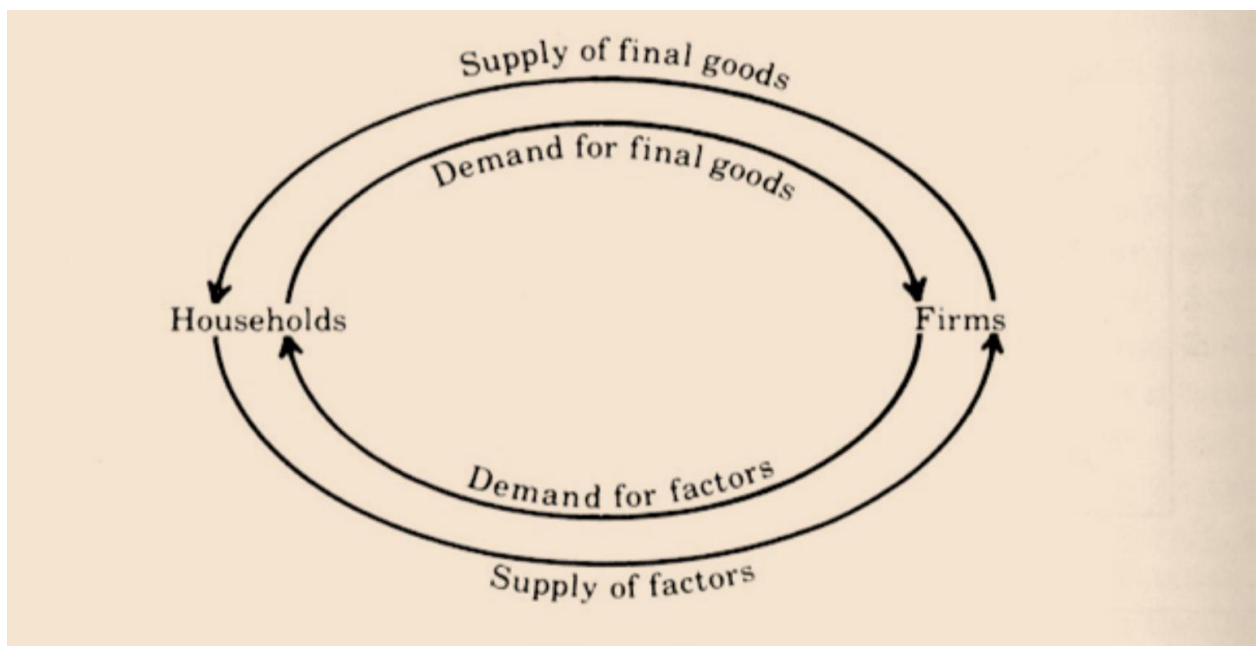 Supply of final goods
Demand for final goods
Households
Firms
Demand for factors
Supply of factors